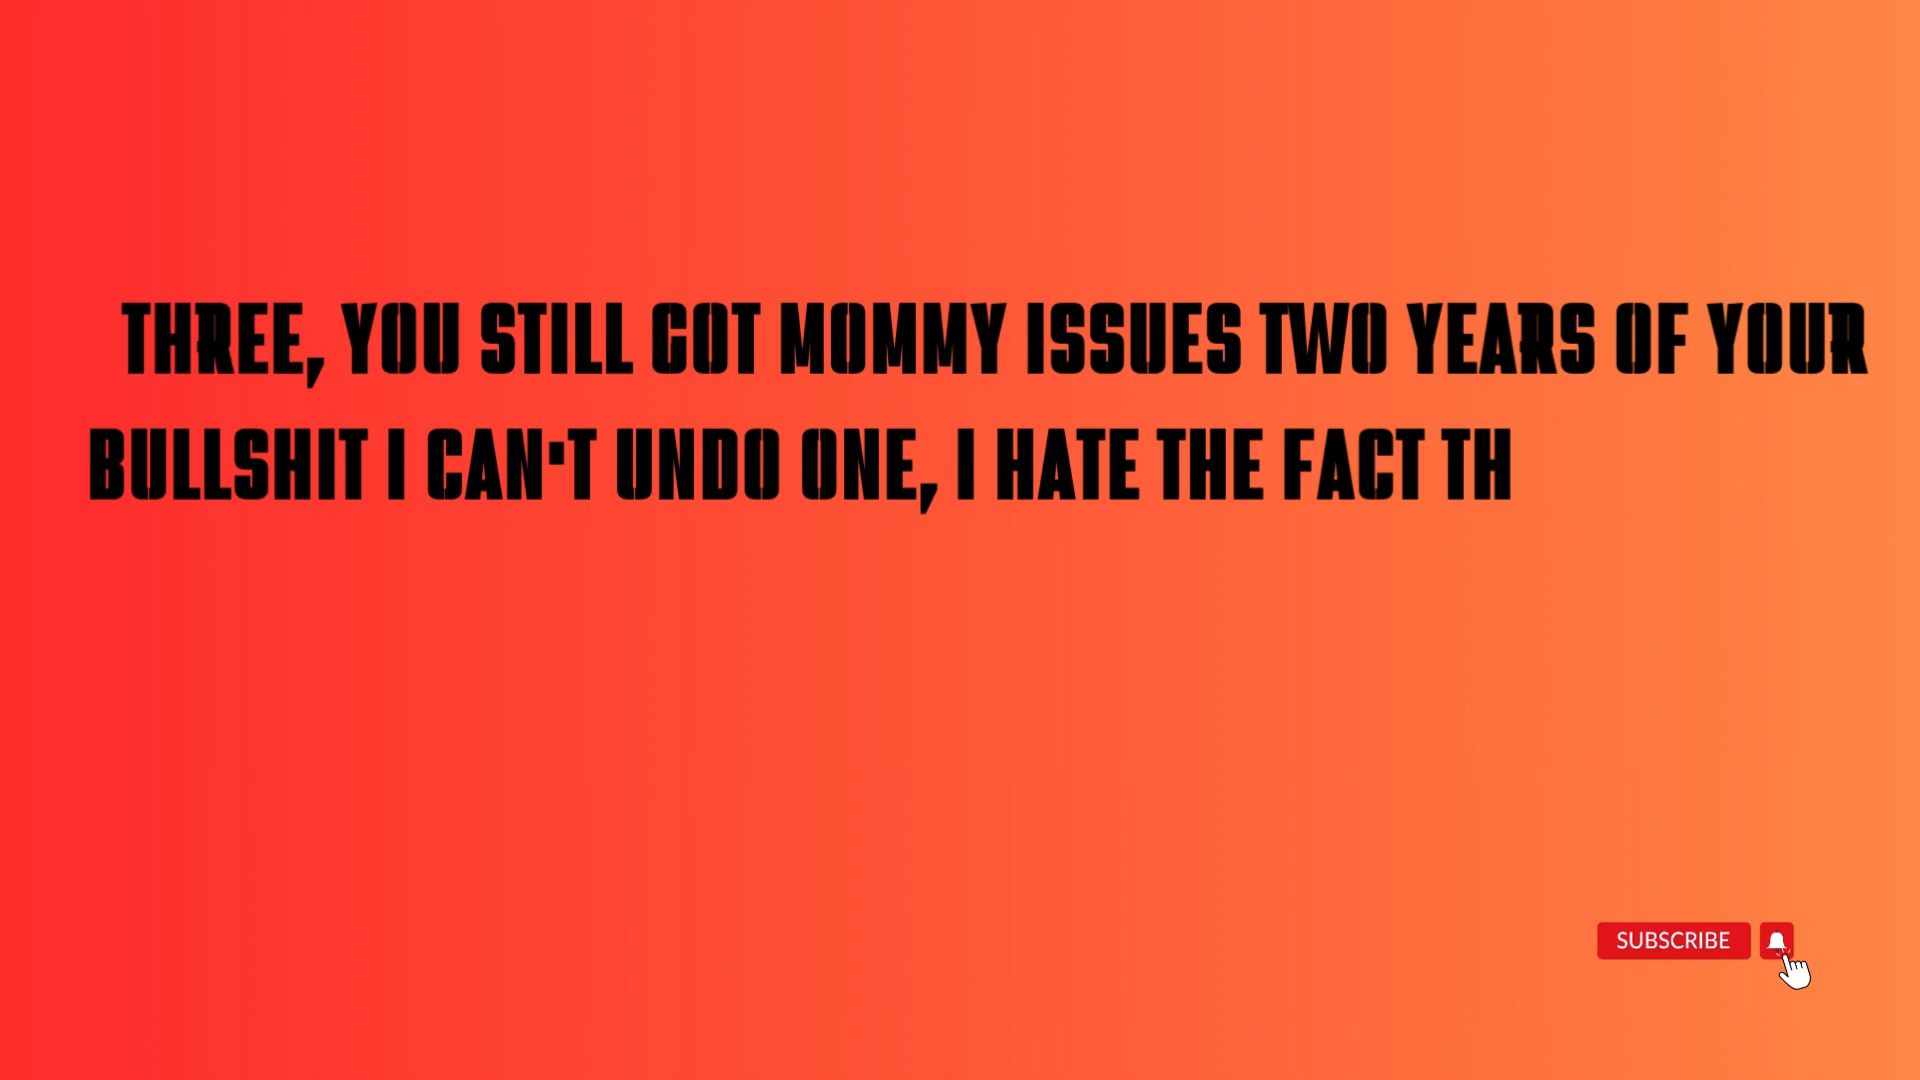 THREE, YOU STILL GOT MOMMY ISSUES TWO YEARS OF YOUR
BULLSHIT I CAN'T UNDO ONE, I HATE THE FACT TH
SUBSCRIBE